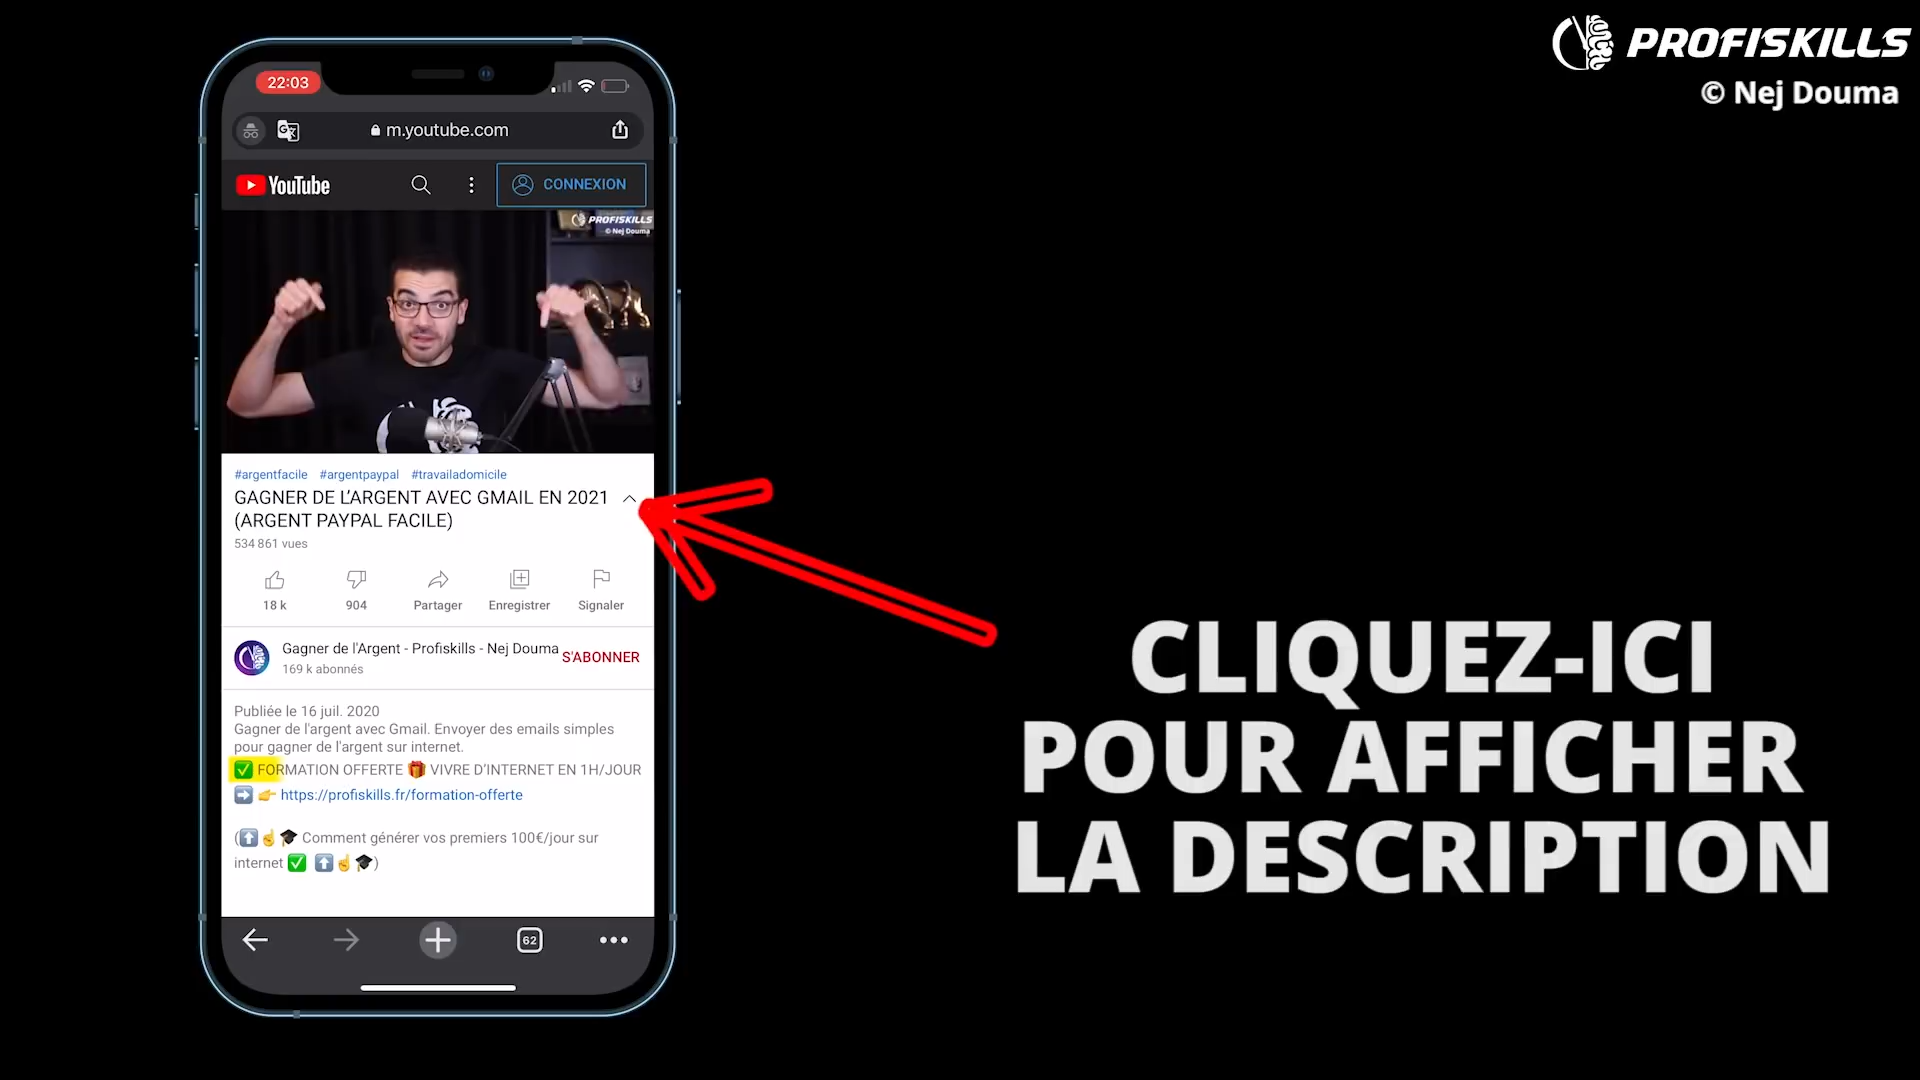 PROFISKILLS
© Nej Douma
22:03
m.youtube.com
YouTube
CONNEXION
PROFISKILLS
© Nej Douma
#argentfacile #argentpaypal #travailadomicile
GAGNER DE L'ARGENT AVEC GMAIL EN 2021
(ARGENT PAYPAL FACILE)
534 861 vues
18 k
904
Partager
Enregistrer
Signaler
Gagner de l'Argent - Profiskills - Nej Douma
S'ABONNER
169 k abonnés
Publiée le 16 juil. 2020
Gagner de l'argent avec Gmail. Envoyer des emails simples
pour gagner de l'argent sur internet.
✅ FORMATION OFFERTE 🎁 VIVRE D'INTERNET EN 1H/JOUR
➡️ 👉 https://profiskills.fr/formation-offerte
(⬆️☝️🎓 Comment générer vos premiers 100€/jour sur
internet ✅ ⬆️☝️🎓)
62
CLIQUEZ-ICI
POUR AFFICHER
LA DESCRIPTION